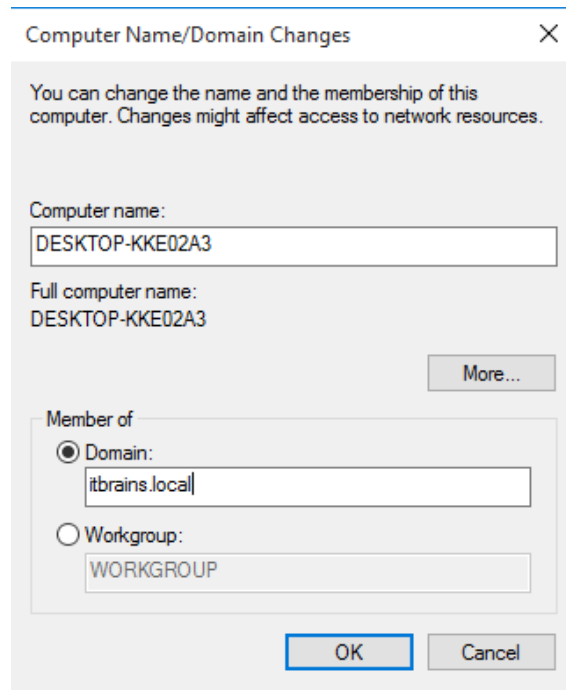 Computer Name/Domain Changes
You can change the name and the membership of this
computer. Changes might affect access to network resources.
Computer name:
DESKTOP-KKE02A3
Full computer name:
DESKTOP-KKE02A3
More...
Member of
Domain:
itbrains.local
Workgroup:
WORKGROUP
OK Cancel